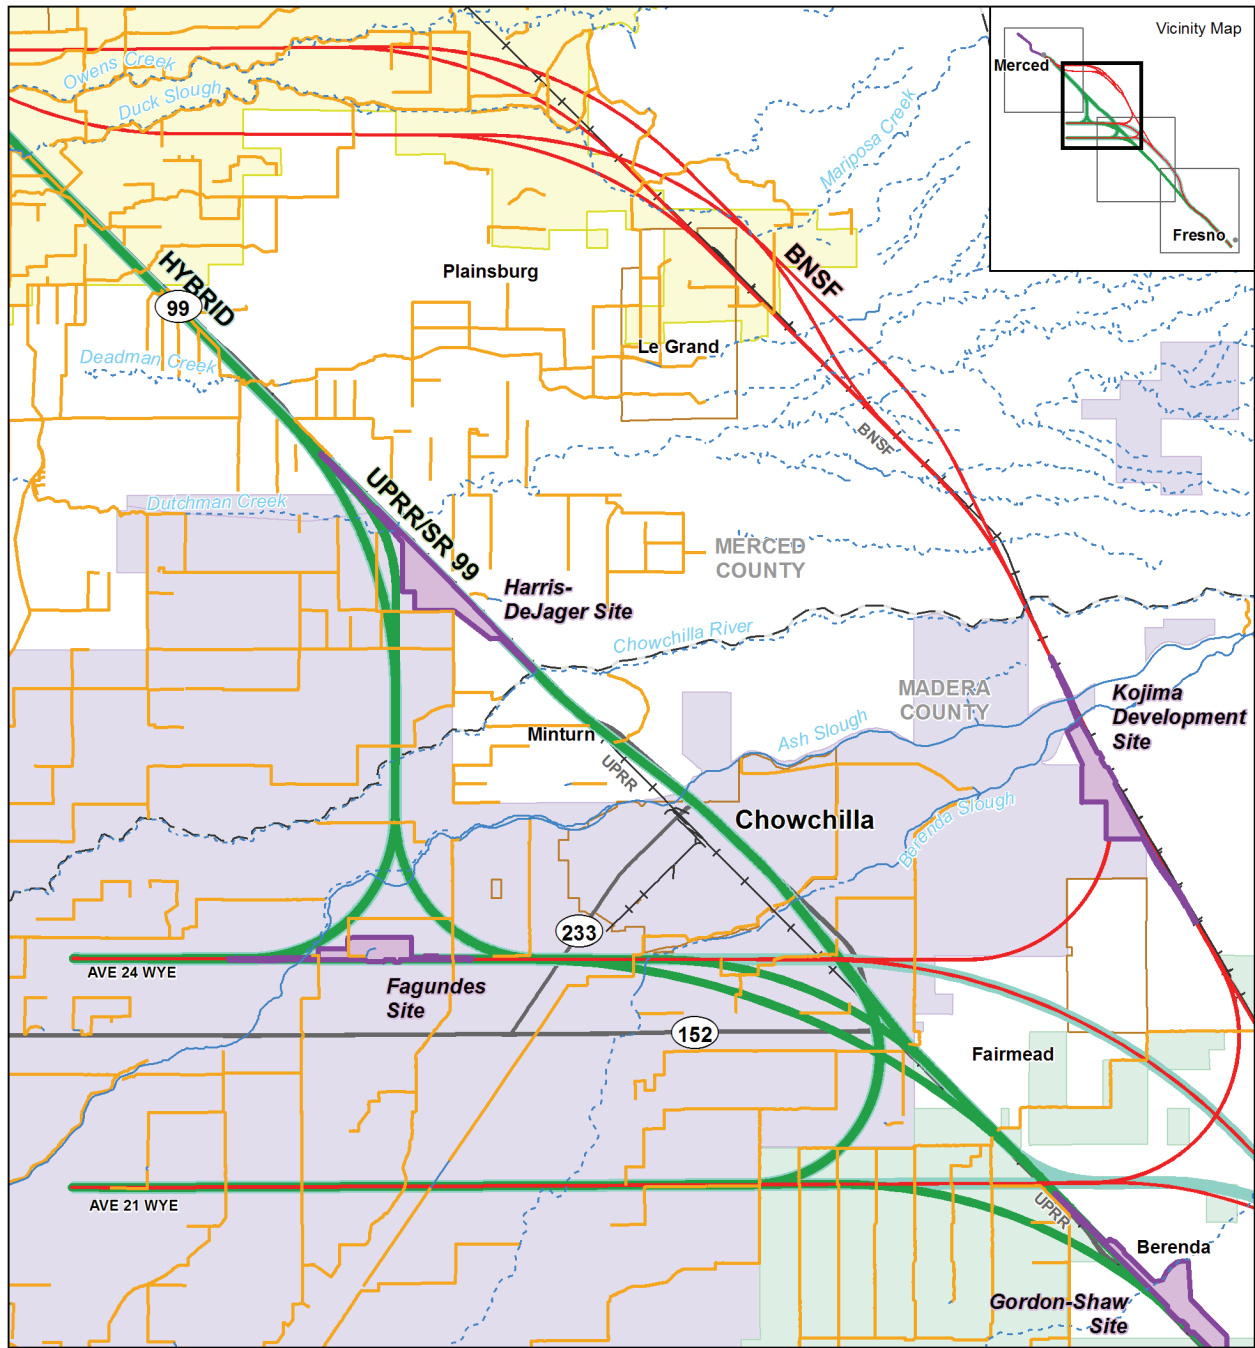 Vicinity Map
Merced
Fresno
Owens Creek
Duck Slough
Mariposa Creek
HYBRID
99
Plainsburg
BNSF
Le Grand
Deadman Creek
BNSF
UPRR/SR 99
Dutchman Creek
MERCED
COUNTY
Harris-
DeJager Site
Chowchilla River
MADERA
COUNTY
Kojima
Development
Site
Minturn
Ash Slough
UPRR
Chowchilla
Berenda Slough
233
AVE 24 WYE
Fagundes
Site
152
Fairmead
AVE 21 WYE
UPRR
Berenda
Gordon-Shaw
Site